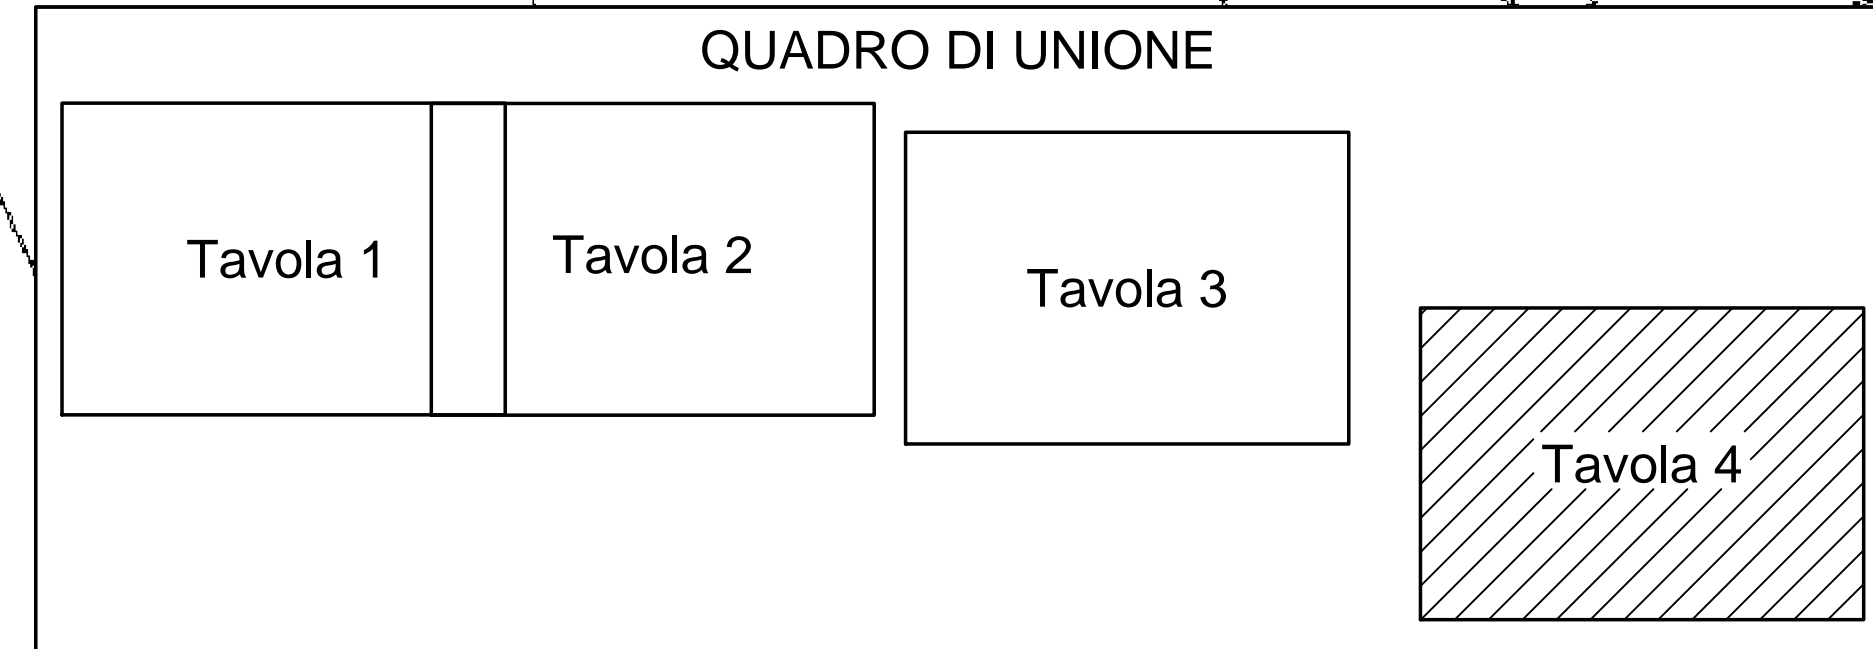 QUADRO DI UNIONE
Tavola 1
Tavola 2
Tavola 3
Tavola 4